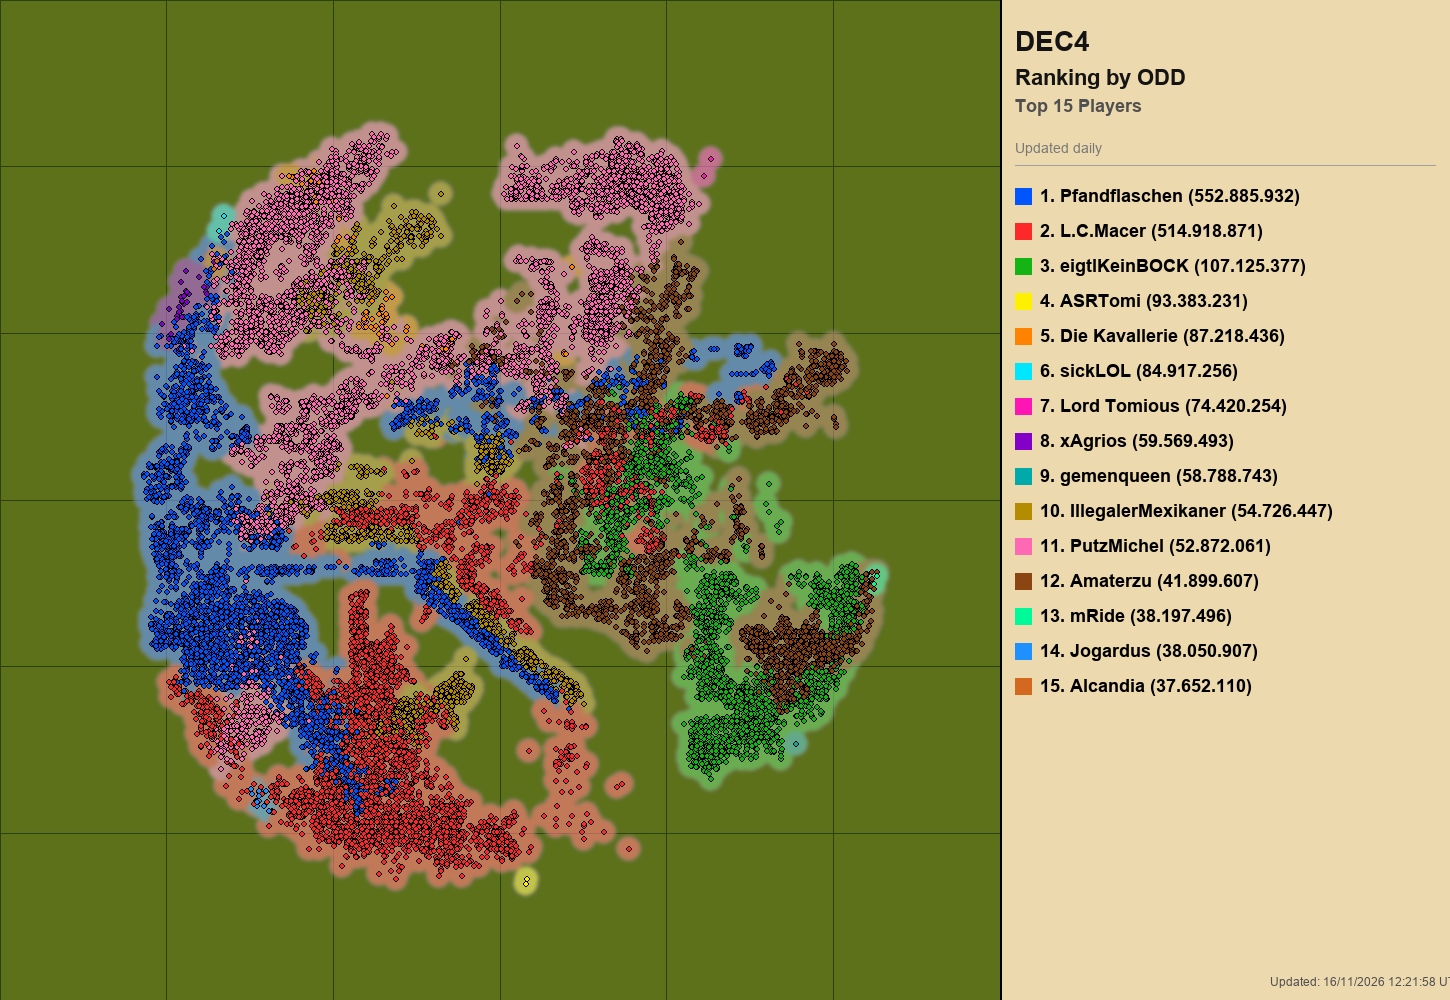 DEC4
Ranking by ODD
Top 15 Players
Updated daily
1. Pfandflaschen (552.885.932)
2. L.C.Macer (514.918.871)
3. eigtlKeinBOCK (107.125.377)
4. ASRTomi (93.383.231)
5. Die Kavallerie (87.218.436)
6. sickLOL (84.917.256)
7. Lord Tomious (74.420.254)
8. xAgrios (59.569.493)
9. gemenqueen (58.788.743)
10. IllegalerMexikaner (54.726.447)
11. PutzMichel (52.872.061)
12. Amaterzu (41.899.607)
13. mRide (38.197.496)
14. Jogardus (38.050.907)
15. Alcandia (37.652.110)
Updated: 16/11/2026 12:21:58 U